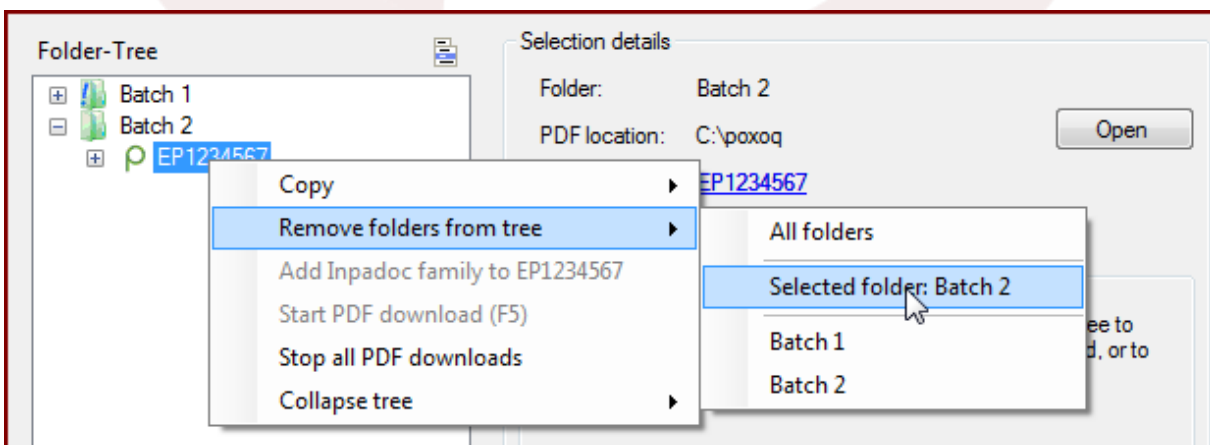 Folder-Tree
Batch 1
Batch 2
EP1234567
Selection details
Folder: Batch 2
PDF location: C:\poxoq
Open
EP1234567
Copy
Remove folders from tree
Add Inpadoc family to EP1234567
Start PDF download (F5)
Stop all PDF downloads
Collapse tree
All folders
Selected folder: Batch 2
Batch 1
Batch 2
to
, or to